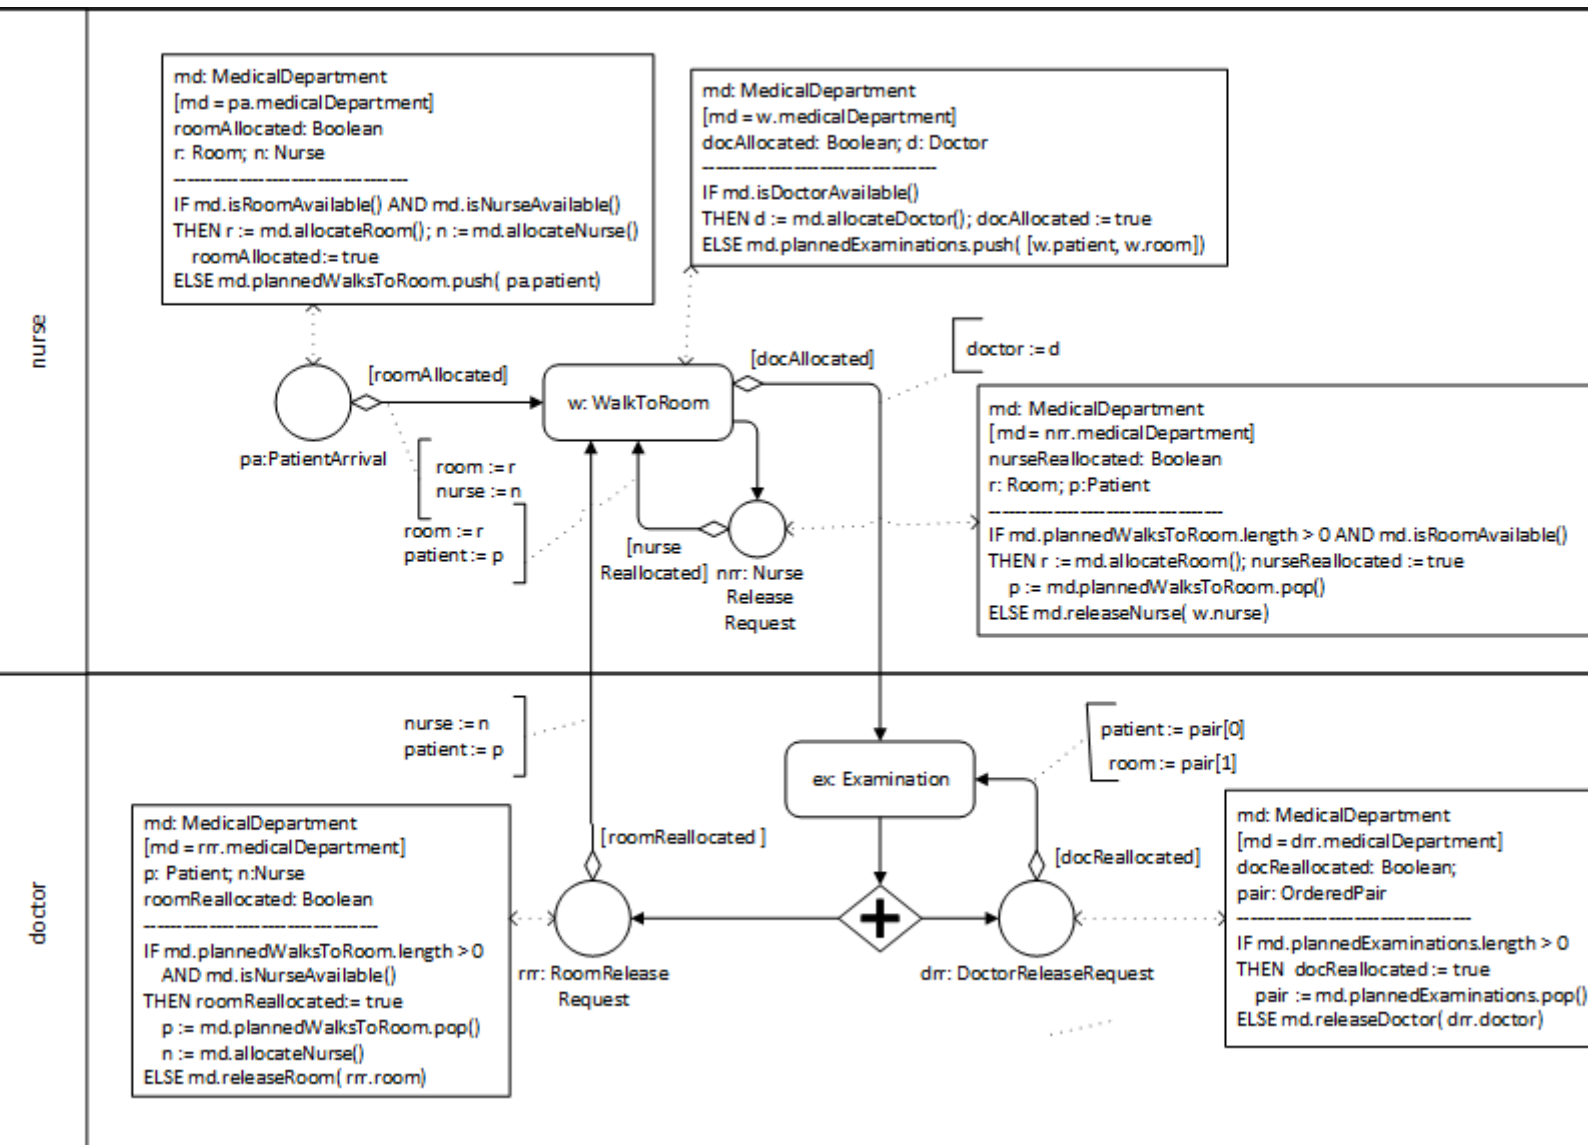 nurse
md: MedicalDepartment
[md = pa.medicalDepartment]
roomAllocated: Boolean
r: Room; n: Nurse
------------------------------------
IF md.isRoomAvailable() AND md.isNurseAvailable()
THEN r := md.allocateRoom(); n := md.allocateNurse()
roomAllocated:= true
ELSE md.plannedWalksToRoom.push( pa.patient)
md: MedicalDepartment
[md = w.medicalDepartment]
docAllocated: Boolean; d: Doctor
------------------------------------
IF md.isDoctorAvailable()
THEN d := md.allocateDoctor(); docAllocated := true
ELSE md.plannedExaminations.push( [w.patient, w.room])
[roomAllocated]
pa:PatientArrival
room := r
nurse := n
w: WalkToRoom
[docAllocated]
doctor := d
room := r
patient := p
[nurse
Reallocated]
nrr: Nurse
Release
Request
md: MedicalDepartment
[md = nrr.medicalDepartment]
nurseReallocated: Boolean
r: Room; p:Patient
------------------------------------
IF md.plannedWalksToRoom.length > 0 AND md.isRoomAvailable()
THEN r := md.allocateRoom(); nurseReallocated := true
p := md.plannedWalksToRoom.pop()
ELSE md.releaseNurse( w.nurse)
doctor
nurse := n
patient := p
ex: Examination
patient := pair[0]
room := pair[1]
md: MedicalDepartment
[md = rrr.medicalDepartment]
p: Patient; n:Nurse
roomReallocated: Boolean
------------------------------------
IF md.plannedWalksToRoom.length > 0
AND md.isNurseAvailable()
THEN roomReallocated:= true
p := md.plannedWalksToRoom.pop()
n := md.allocateNurse()
ELSE md.releaseRoom( rrr.room)
[roomReallocated ]
rrr: RoomRelease
Request
[docReallocated]
drr: DoctorReleaseRequest
md: MedicalDepartment
[md = drr.medicalDepartment]
docReallocated: Boolean;
pair: OrderedPair
------------------------------------
IF md.plannedExaminations.length > 0
THEN docReallocated := true
pair := md.plannedExaminations.pop()
ELSE md.releaseDoctor( drr.doctor)